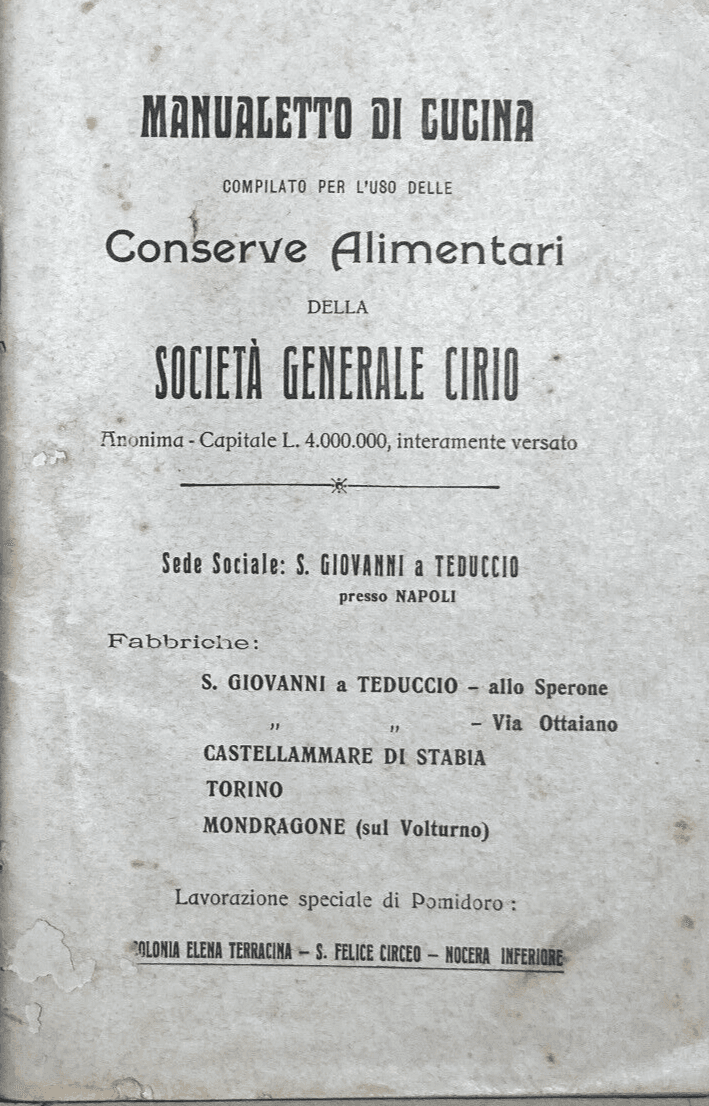 MANUALETTO DI CUCINA
COMPILATO PER L'USO DELLE
Conserve Alimentari
DELLA
SOCIETÀ GENERALE CIRIO
Anonima - Capitale L. 4.000.000, interamente versato
Sede Sociale: S. GIOVANNI a TEDUCCIO
presso NAPOLI
Fabbriche:
S. GIOVANNI a TEDUCCIO – allo Sperone
„ „ – Via Ottaiano
CASTELLAMMARE DI STABIA
TORINO
MONDRAGONE (sul Volturno)
Lavorazione speciale di Pomidoro :
COLONIA ELENA TERRACINA – S. FELICE CIRCEO – NOCERA INFERIORE